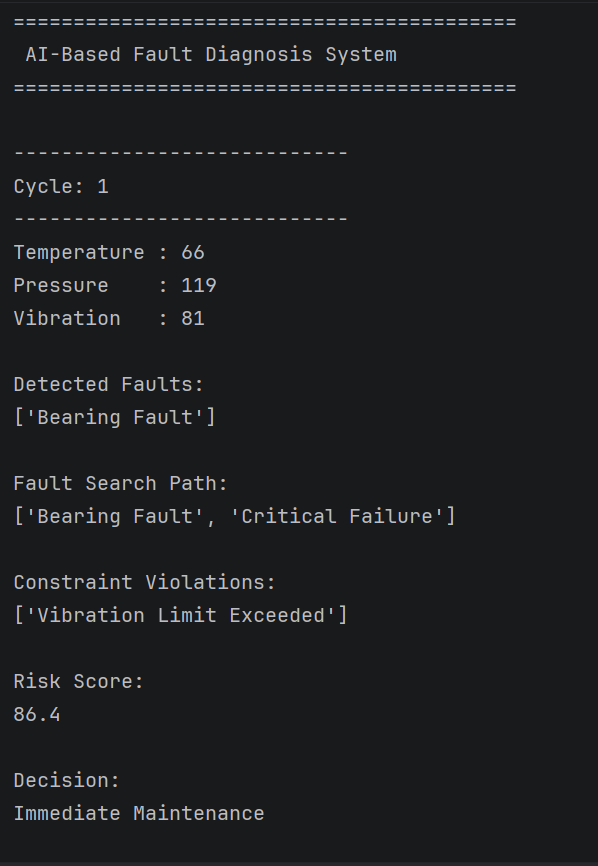 ==========================================
 AI-Based Fault Diagnosis System
==========================================
----------------------------
Cycle: 1
----------------------------
Temperature : 66
Pressure    : 119
Vibration   : 81
Detected Faults:
['Bearing Fault']
Fault Search Path:
['Bearing Fault', 'Critical Failure']
Constraint Violations:
['Vibration Limit Exceeded']
Risk Score:
86.4
Decision:
Immediate Maintenance